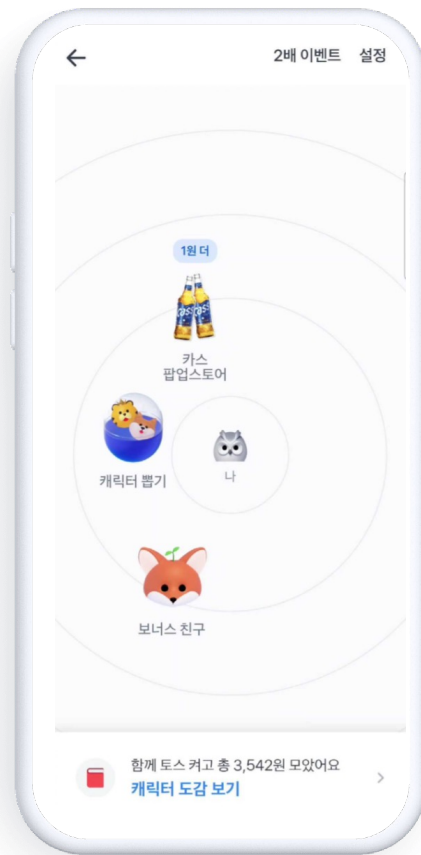 2배 이벤트 설정
1원 더
cass cass
카스
팝업스토어
캐릭터 뽑기
나
보너스 친구
함께 토스 켜고 총 3,542원 모았어요
캐릭터 도감 보기